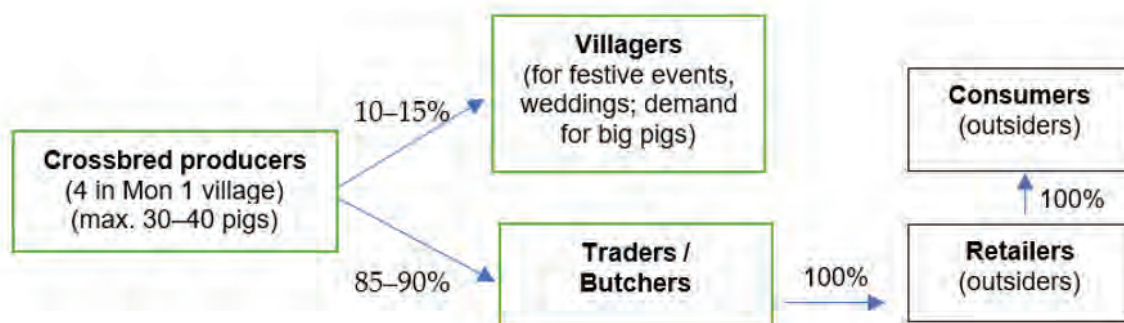 Crossbred producers
(4 in Mon 1 village)
(max. 30–40 pigs)
10–15%
85–90%
Villagers
(for festive events,
weddings; demand
for big pigs)
Traders /
Butchers
100%
Retailers
(outsiders)
100%
Consumers
(outsiders)